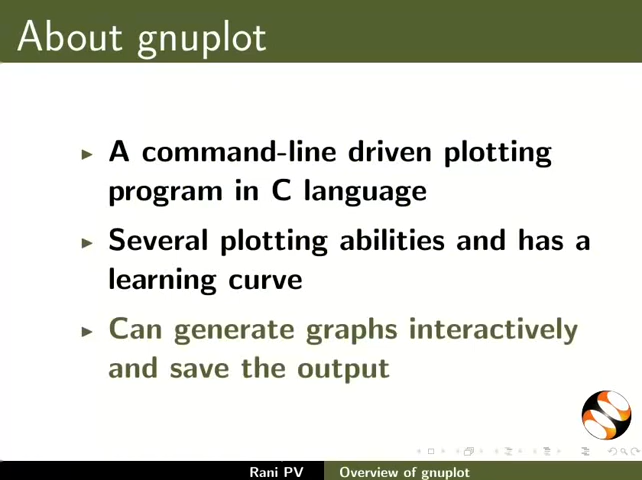 About gnuplot
A command-line driven plotting
program in C language
Several plotting abilities and has a
learning curve
Can generate graphs interactively
and save the output
Rani PV
Overview of gnuplot